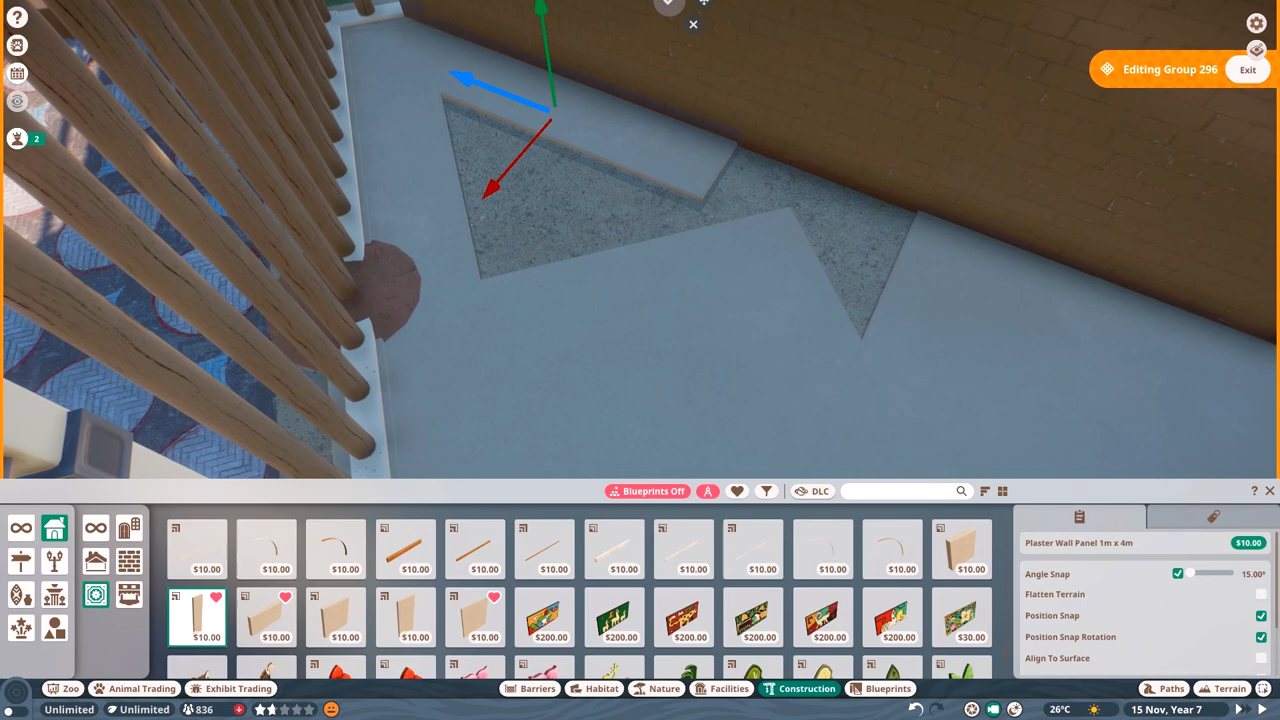 Editing Group 296
Exit
2
Blueprints Off
DLC
?
$10.00 $10.00 $10.00 $10.00 $10.00 $10.00 $10.00 $10.00 $10.00 $10.00 $10.00 $10.00
$10.00 $10.00 $10.00 $10.00 $10.00 $200.00 $200.00 $200.00 $200.00 $200.00 $200.00 $30.00
Plaster Wall Panel 1m x 4m
$10.00
Angle Snap
15.00°
Flatten Terrain
Position Snap
Position Snap Rotation
Align To Surface
Zoo
Animal Trading
Exhibit Trading
Barriers
Habitat
Nature
Facilities
Construction
Blueprints
Paths
Terrain
Unlimited
Unlimited
836
26°C
15 Nov, Year 7